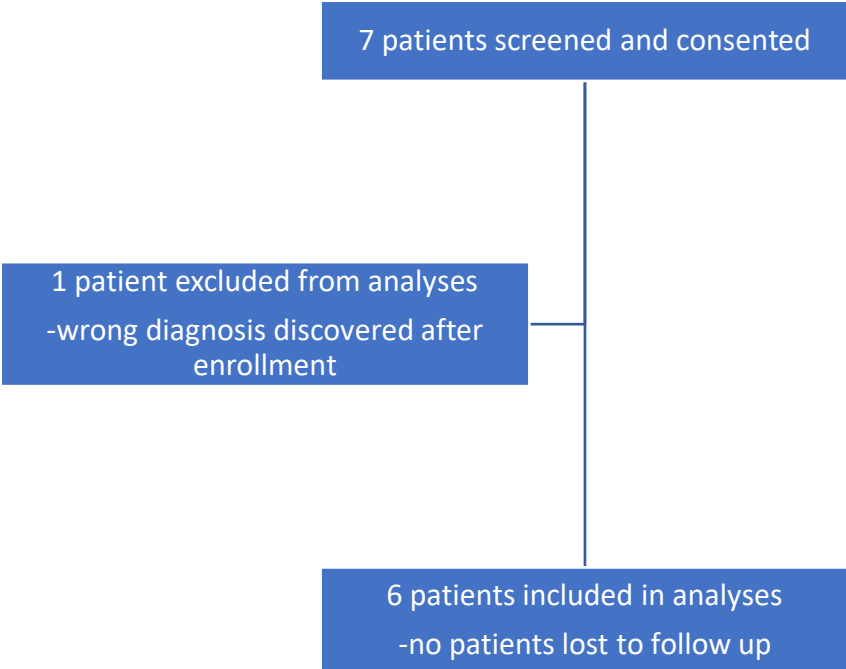 7 patients screened and consented
1 patient excluded from analyses
-wrong diagnosis discovered after
enrollment
6 patients included in analyses
-no patients lost to follow up